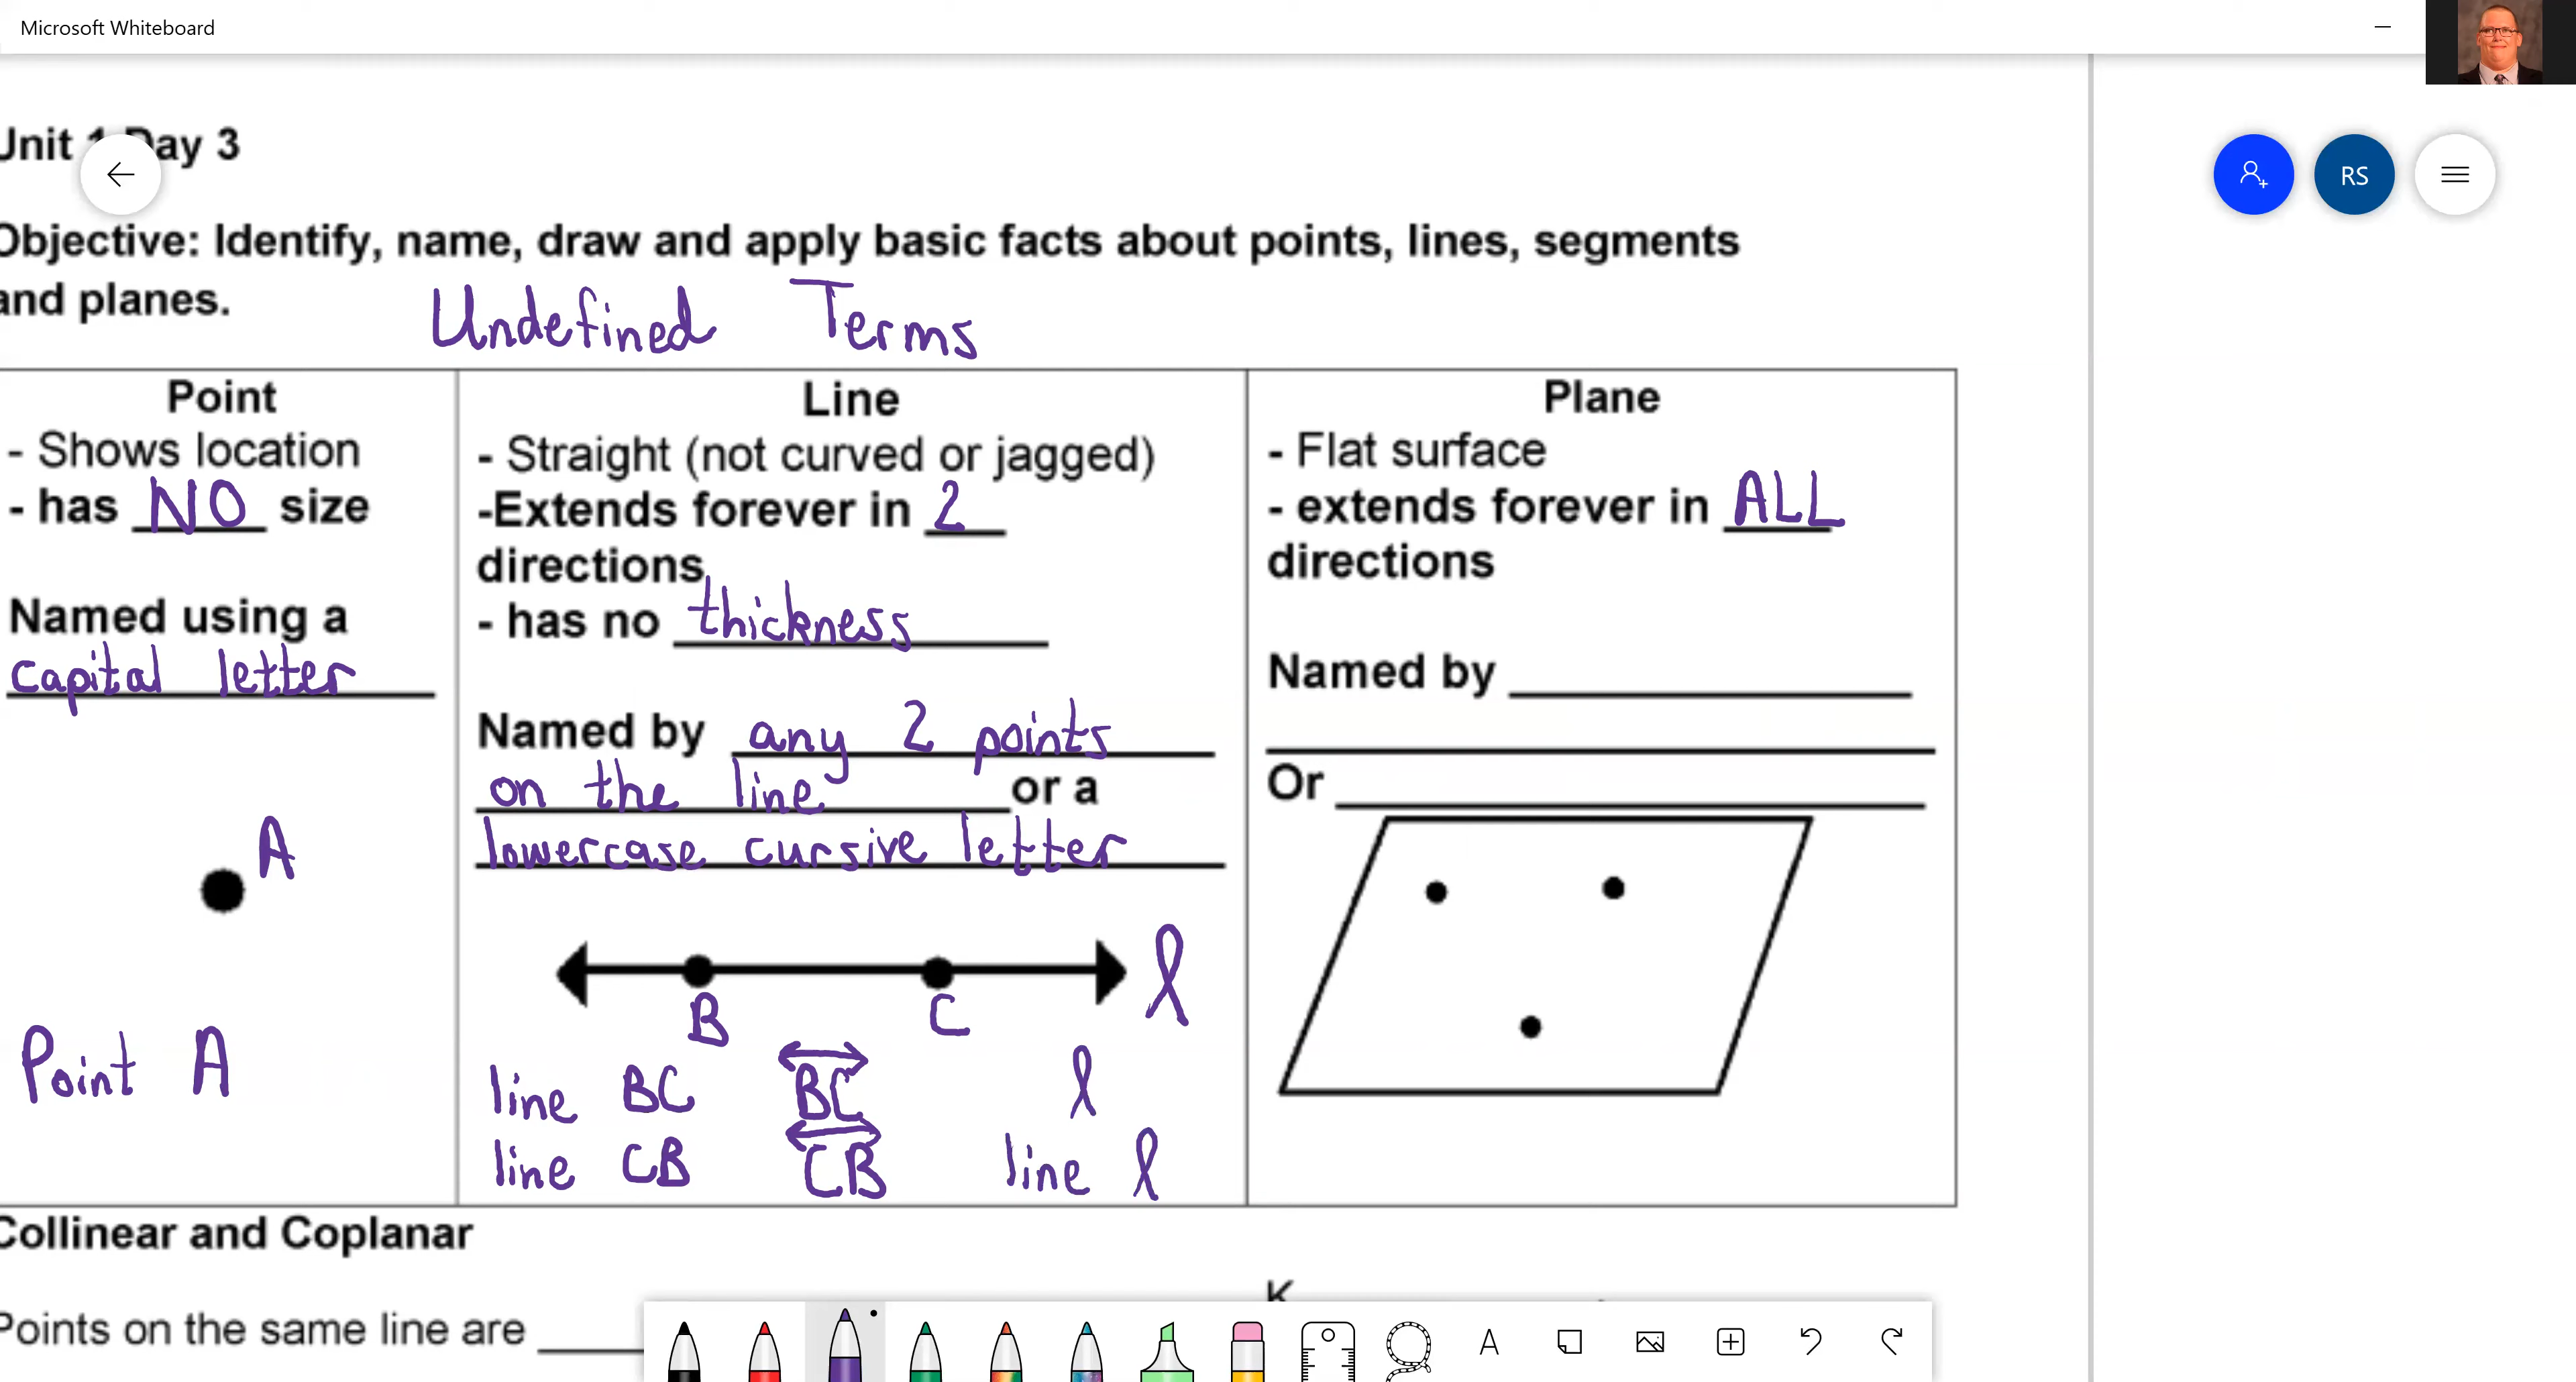 Microsoft Whiteboard
Unit 1 Day 3
RS
Objective: Identify, name, draw and apply basic facts about points, lines, segments
and planes.
Undefined Terms
Point
- Shows location
- has NO size
Named using a
capital letter
A
Point A
Line
- Straight (not curved or jagged)
-Extends forever in 2
directions
- has no thickness
Named by any 2 points
on the line or a
lowercase cursive letter
l
B C
line BC BC l
line CB CB line l
Plane
- Flat surface
- extends forever in ALL
directions
Named by
Or
Collinear and Coplanar
K
Points on the same line are
A